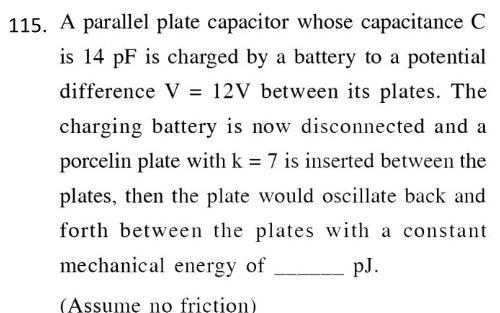 115. A parallel plate capacitor whose capacitance C
is 14 pF is charged by a battery to a potential
difference V = 12V between its plates. The
charging battery is now disconnected and a
porcelin plate with k = 7 is inserted between the
plates, then the plate would oscillate back and
forth between the plates with a constant
mechanical energy of ______ pJ.
(Assume no friction)